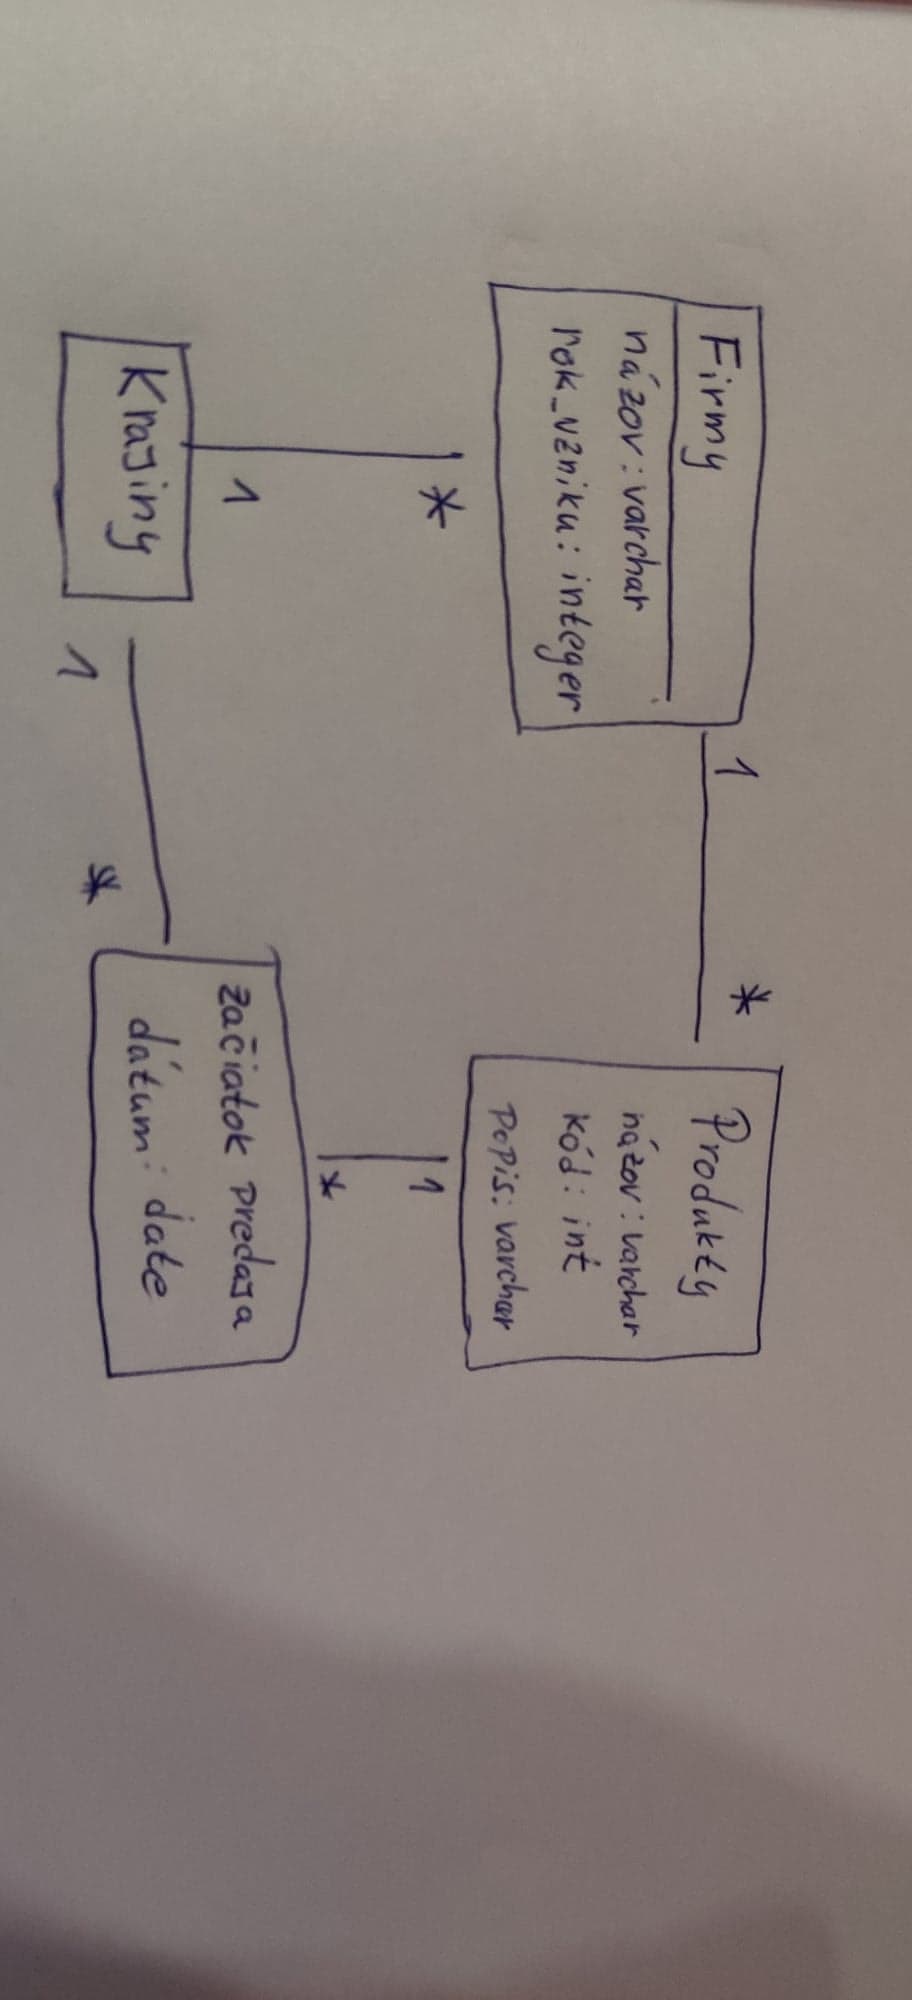 Firmy
názov: varchar
rok_vzniku: integer
1
*
Produkty
názov: varchar
kód: int
popis: varchar
*
1
1
*
Krajiny
1
*
začiatok predaja
dátum: date